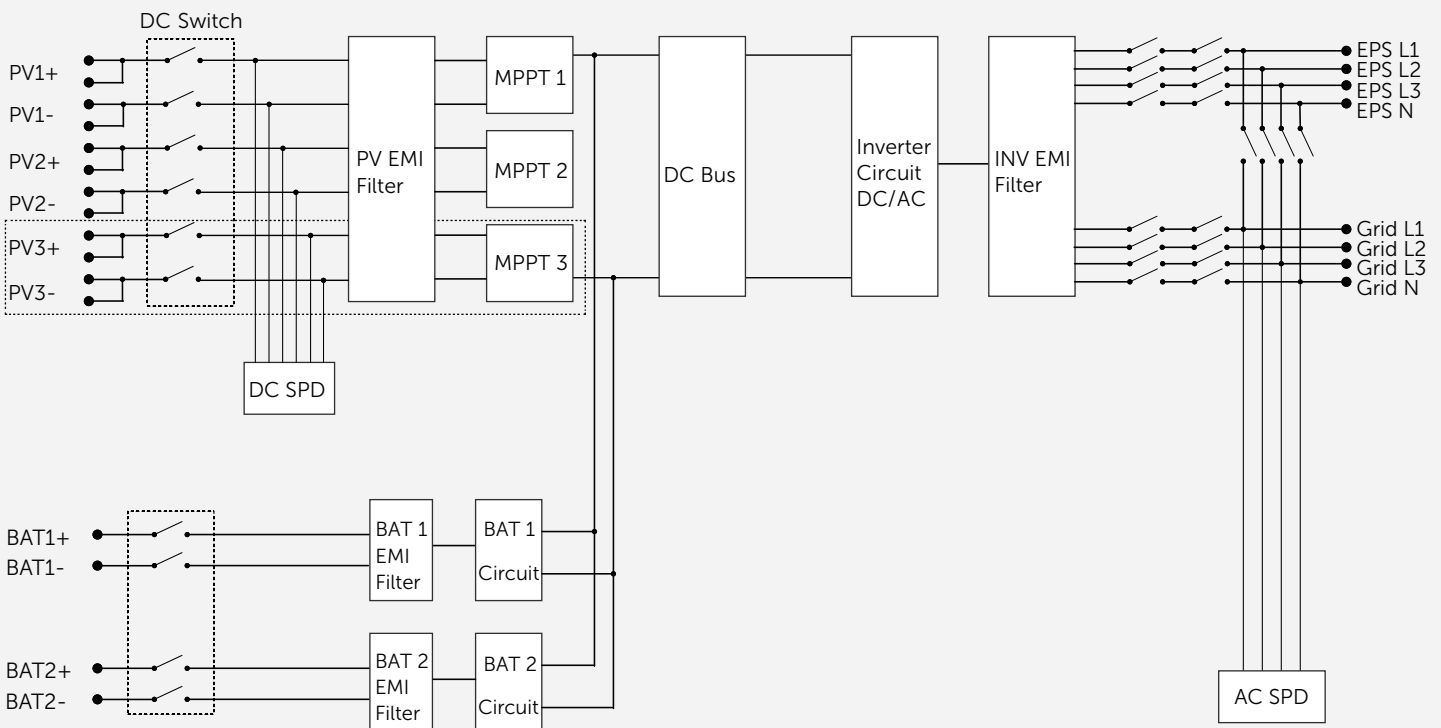 DC Switch
PV1+
PV1-
PV2+
PV2-
PV3+
PV3-
PV EMI
Filter
MPPT 1
MPPT 2
MPPT 3
DC Bus
Inverter
Circuit
DC/AC
INV EMI
Filter
EPS L1
EPS L2
EPS L3
EPS N
Grid L1
Grid L2
Grid L3
Grid N
DC SPD
BAT1+
BAT1-
BAT 1
EMI
Filter
BAT 1
Circuit
BAT2+
BAT2-
BAT 2
EMI
Filter
BAT 2
Circuit
AC SPD